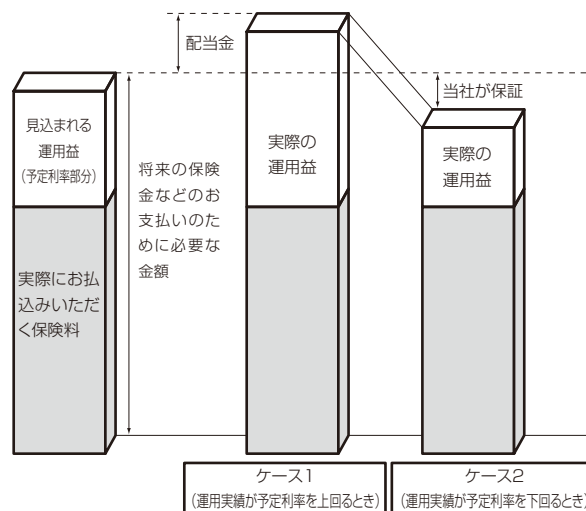 配当金
当社が保証
見込まれる
運用益
(予定利率部分)
実際の
運用益
実際の
運用益
将来の保険
金などのお
支払いのた
めに必要な
金額
実際にお払
込みいただ
く保険料
ケース1
(運用実績が予定利率を上回るとき)
ケース2
(運用実績が予定利率を下回るとき)